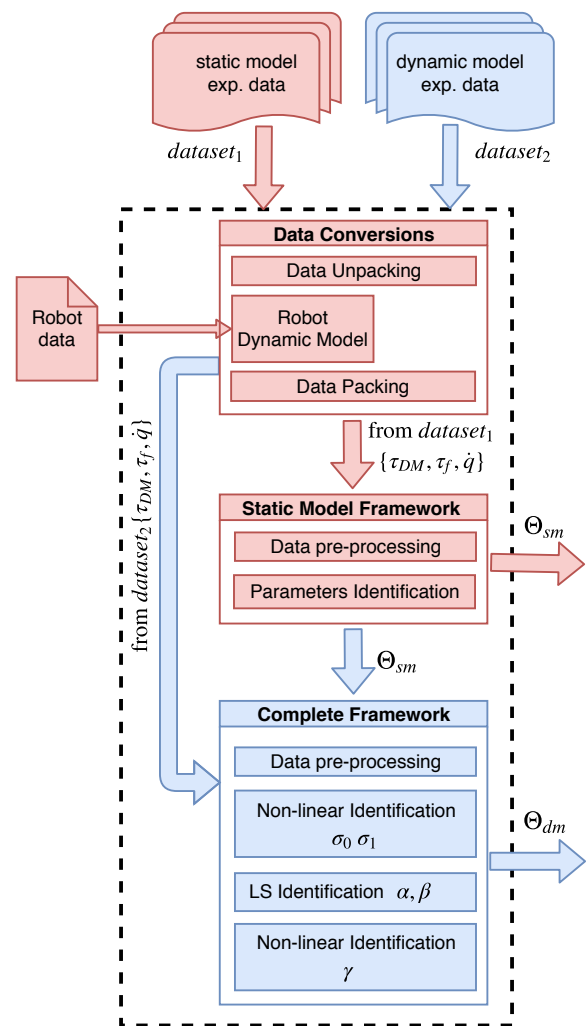 static model
exp. data
dynamic model
exp. data
dataset₁
dataset₂
Data Conversions
Data Unpacking
Robot
data
Robot
Dynamic Model
Data Packing
from dataset₁
{τ_DM, τ_f, q̇}
from dataset₂{τ_DM, τ_f, q̇}
Static Model Framework
Θ_sm
Data pre-processing
Parameters Identification
Θ_sm
Complete Framework
Data pre-processing
Non-linear Identification
σ₀ σ₁
Θ_dm
LS Identification α, β
Non-linear Identification
γ